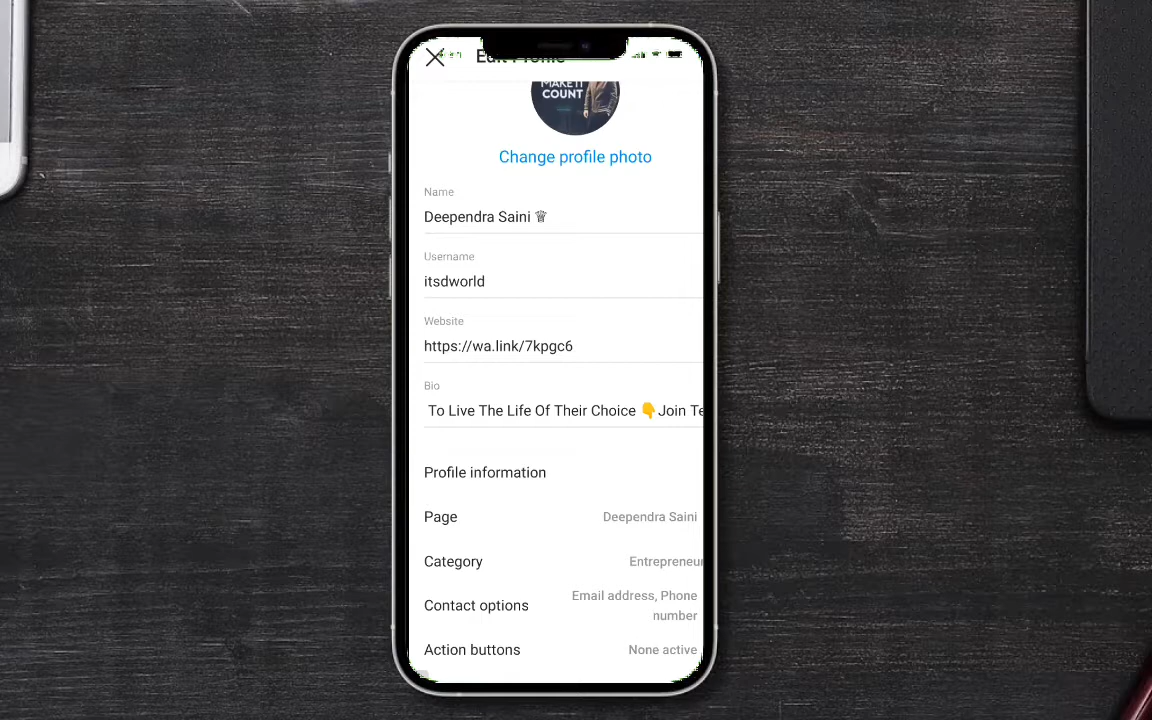 Edit Profile
MAKE IT
COUNT
Change profile photo
Name
Deependra Saini ♕
Username
itsdworld
Website
https://wa.link/7kpgc6
Bio
To Live The Life Of Their Choice 👇Join Te
Profile information
Page
Deependra Saini
Category
Entrepreneur
Contact options
Email address, Phone
number
Action buttons
None active